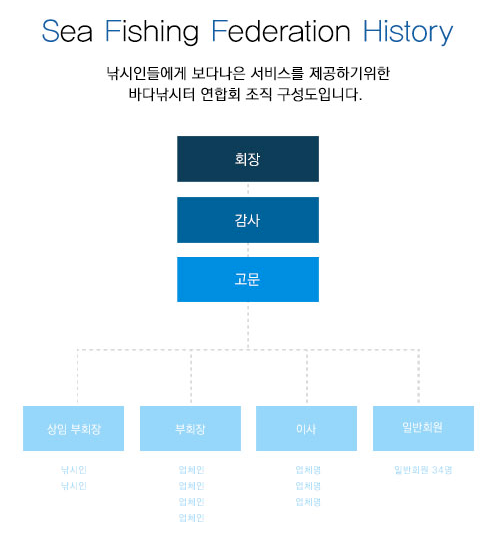 Sea Fishing Federation History
낚시인들에게 보다나은 서비스를 제공하기위한
바다낚시터 연합회 조직 구성도입니다.
회장
감사
고문
상임 부회장
부회장
이사
일반회원
낚시인
낚시인
업체인
업체인
업체인
업체인
업체명
업체명
업체명
일반회원 34명